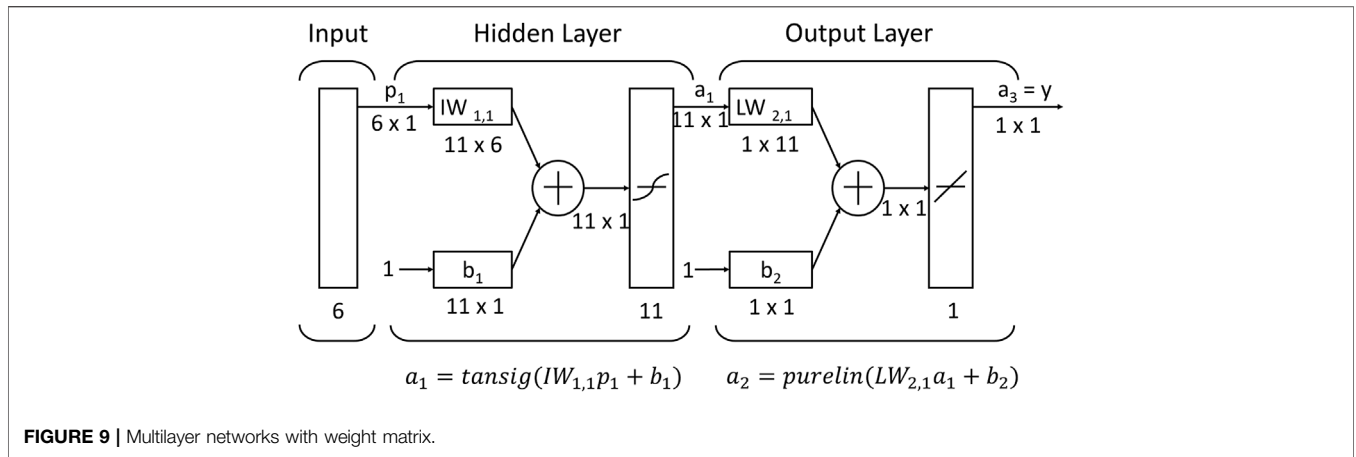 Input Hidden Layer Output Layer
p1 IW 1,1 a1 LW 2,1 a3 = y
6 x 1 11 x 6 11 x 1 1 x 11 1 x 1
11 x 1 1 x 1
1 b1 1 b2
6 11 x 1 11 1 x 1 1
a1 = tansig(IW1,1p1 + b1) a2 = purelin(LW2,1a1 + b2)
FIGURE 9 | Multilayer networks with weight matrix.